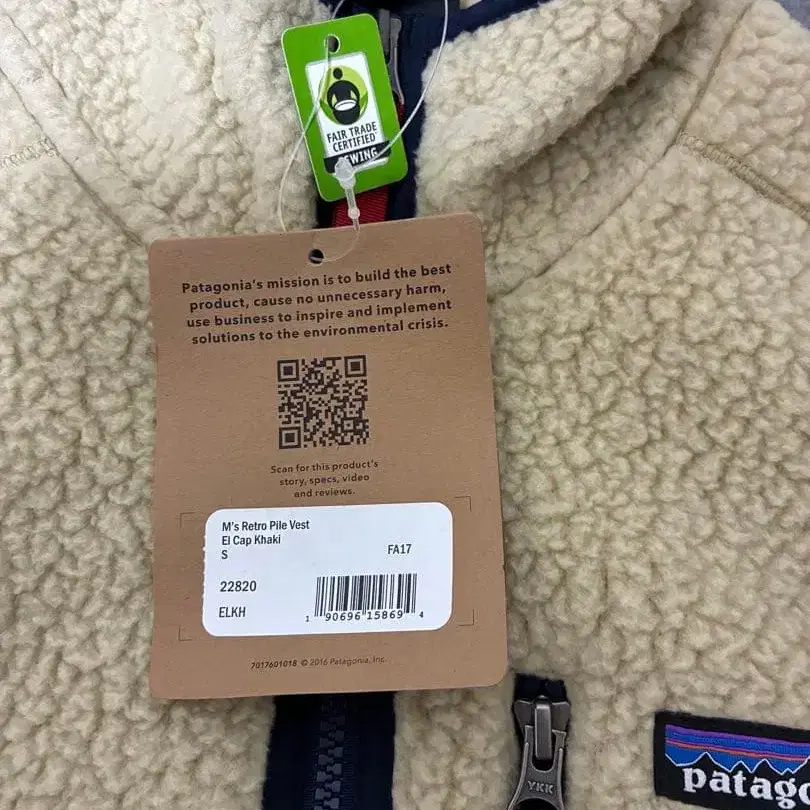 FAIR TRADE
CERTIFIED
SEWING
Patagonia's mission is to build the best
product, cause no unnecessary harm,
use business to inspire and implement
solutions to the environmental crisis.
Scan for this product's
story, specs, video
and reviews.
M's Retro Pile Vest
El Cap Khaki
S
FA17
22820
ELKH
1 90696 15869 4
7017601018 © 2016 Patagonia, Inc.
YKK
patago